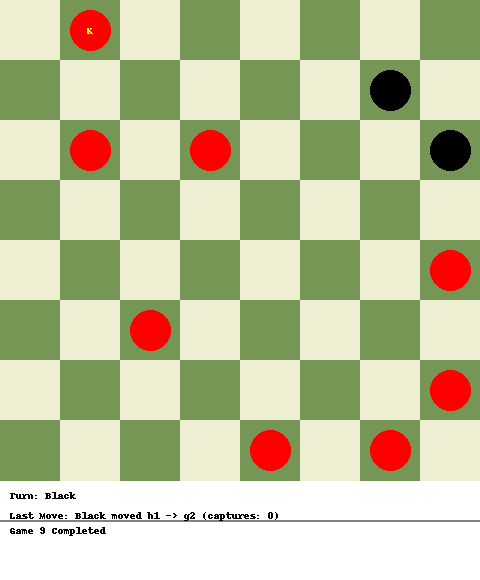 K
Turn: Black
Last Move: Black moved h1 -> g2 (captures: 0)
Game 9 Completed